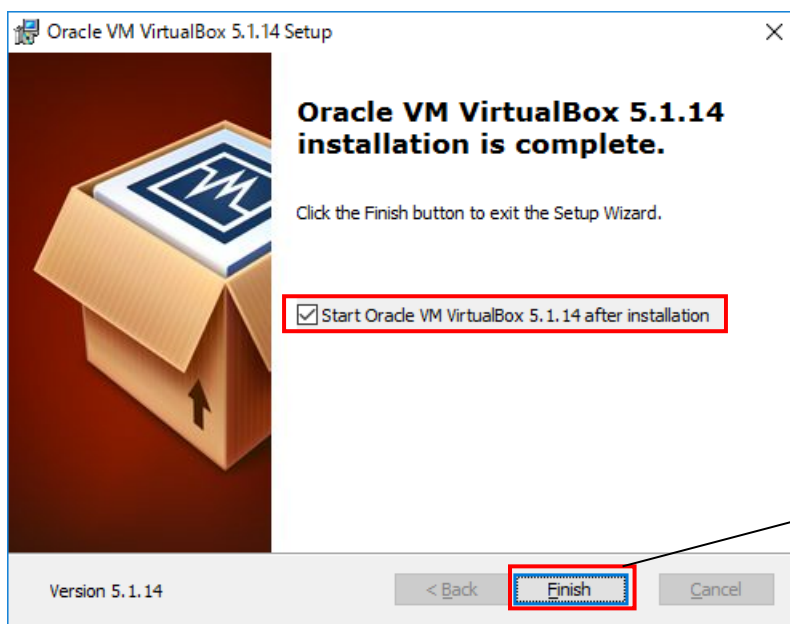 Oracle VM VirtualBox 5.1.14 Setup
Oracle VM VirtualBox 5.1.14
installation is complete.
Click the Finish button to exit the Setup Wizard.
Start Oracle VM VirtualBox 5.1.14 after installation
Version 5.1.14
< Back
Finish
Cancel